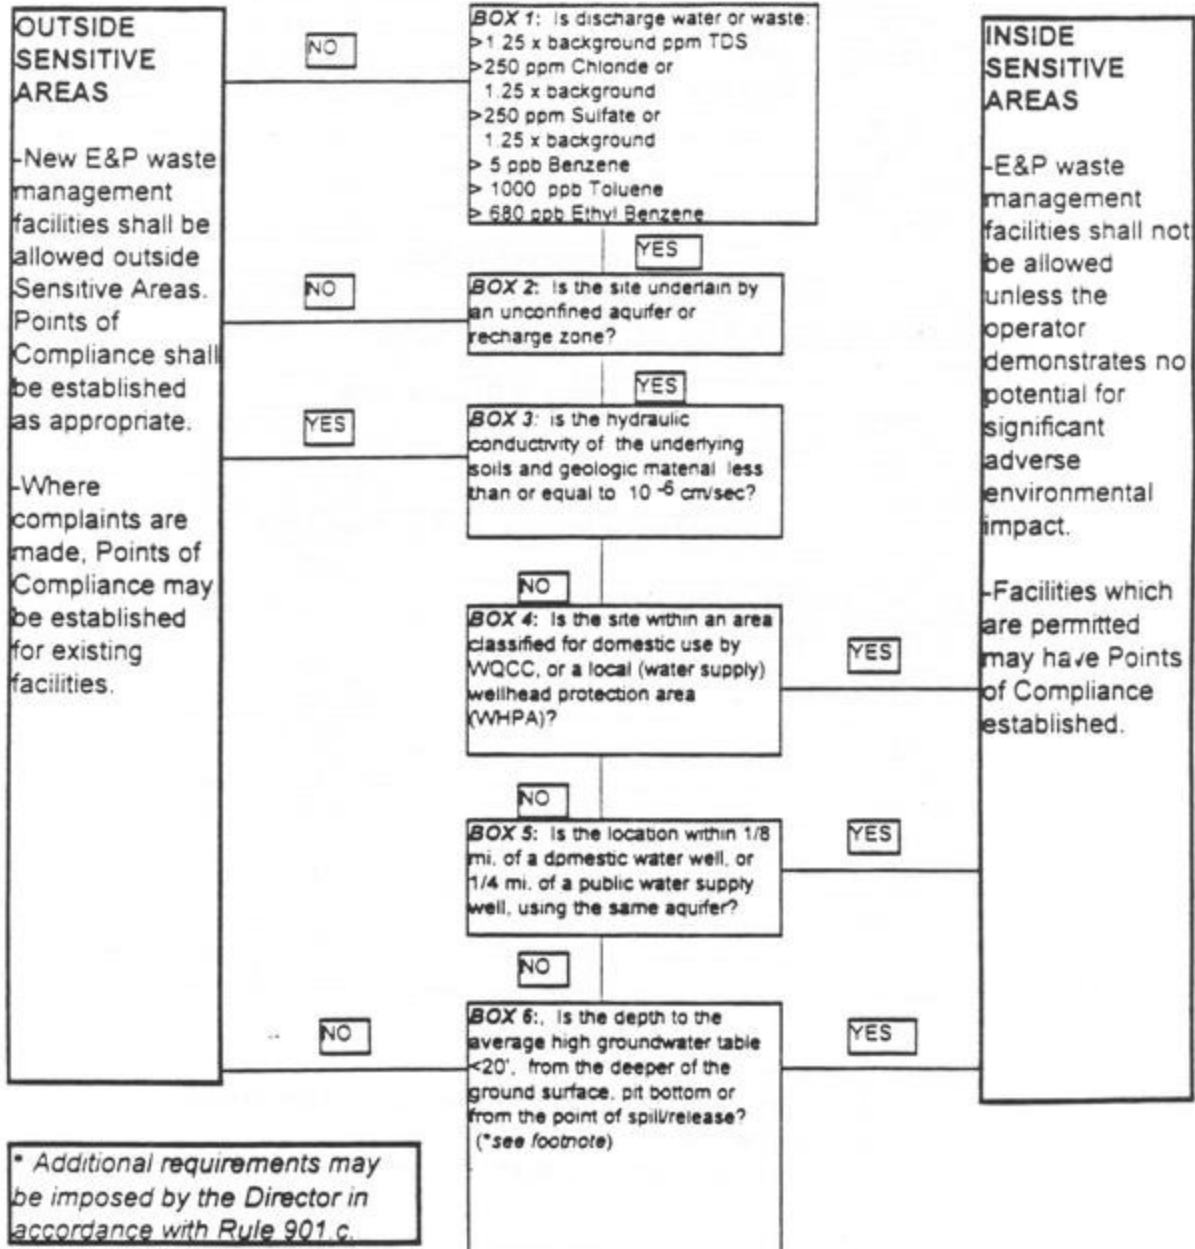 OUTSIDE
SENSITIVE
AREAS
-New E&P waste
management
facilities shall be
allowed outside
Sensitive Areas.
Points of
Compliance shall
be established
as appropriate.
-Where
complaints are
made, Points of
Compliance may
be established
for existing
facilities.
NO
BOX 1: Is discharge water or waste:
>1 25 x background ppm TDS
>250 ppm Chlonde or
1.25 x background
>250 ppm Sulfate or
1.25 x background
> 5 ppb Benzene
> 1000 ppb Toluene
> 680 ppb Ethyl Benzene
YES
NO
BOX 2: Is the site underlain by
an unconfined aquifer or
recharge zone?
YES
YES
BOX 3: is the hydraulic
conductivity of the underlying
soils and geologic material less
than or equal to 10 -6 cm/sec?
NO
BOX 4: Is the site within an area
classified for domestic use by
WQCC, or a local (water supply)
wellhead protection area
(WHPA)?
YES
NO
BOX 5: Is the location within 1/8
mi. of a domestic water well, or
1/4 mi. of a public water supply
well, using the same aquifer?
YES
NO
NO
BOX 6:, Is the depth to the
average high groundwater table
<20', from the deeper of the
ground surface, pit bottom or
from the point of spill/release?
(*see footnote)
YES
INSIDE
SENSITIVE
AREAS
-E&P waste
management
facilities shall not
be allowed
unless the
operator
demonstrates no
potential for
significant
adverse
environmental
impact.
-Facilities which
are permitted
may have Points
of Compliance
established.
* Additional requirements may
be imposed by the Director in
accordance with Rule 901.c.